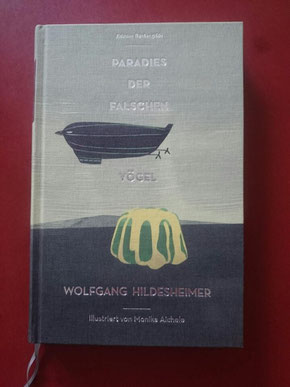 PARADIES
DER
FALSCHEN
VÖGEL
WOLFGANG HILDESHEIMER
Illustriert von Monika Aichele